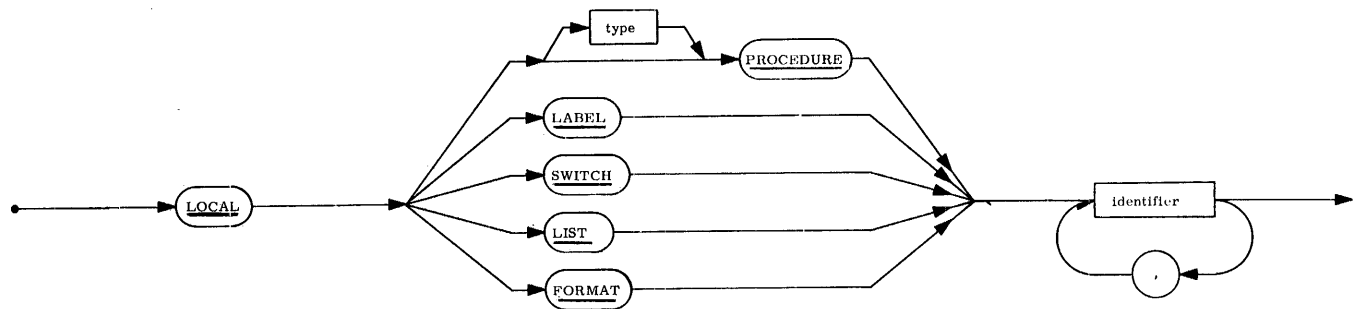 type
PROCEDURE
LABEL
SWITCH
LOCAL
identifier
LIST
,
FORMAT